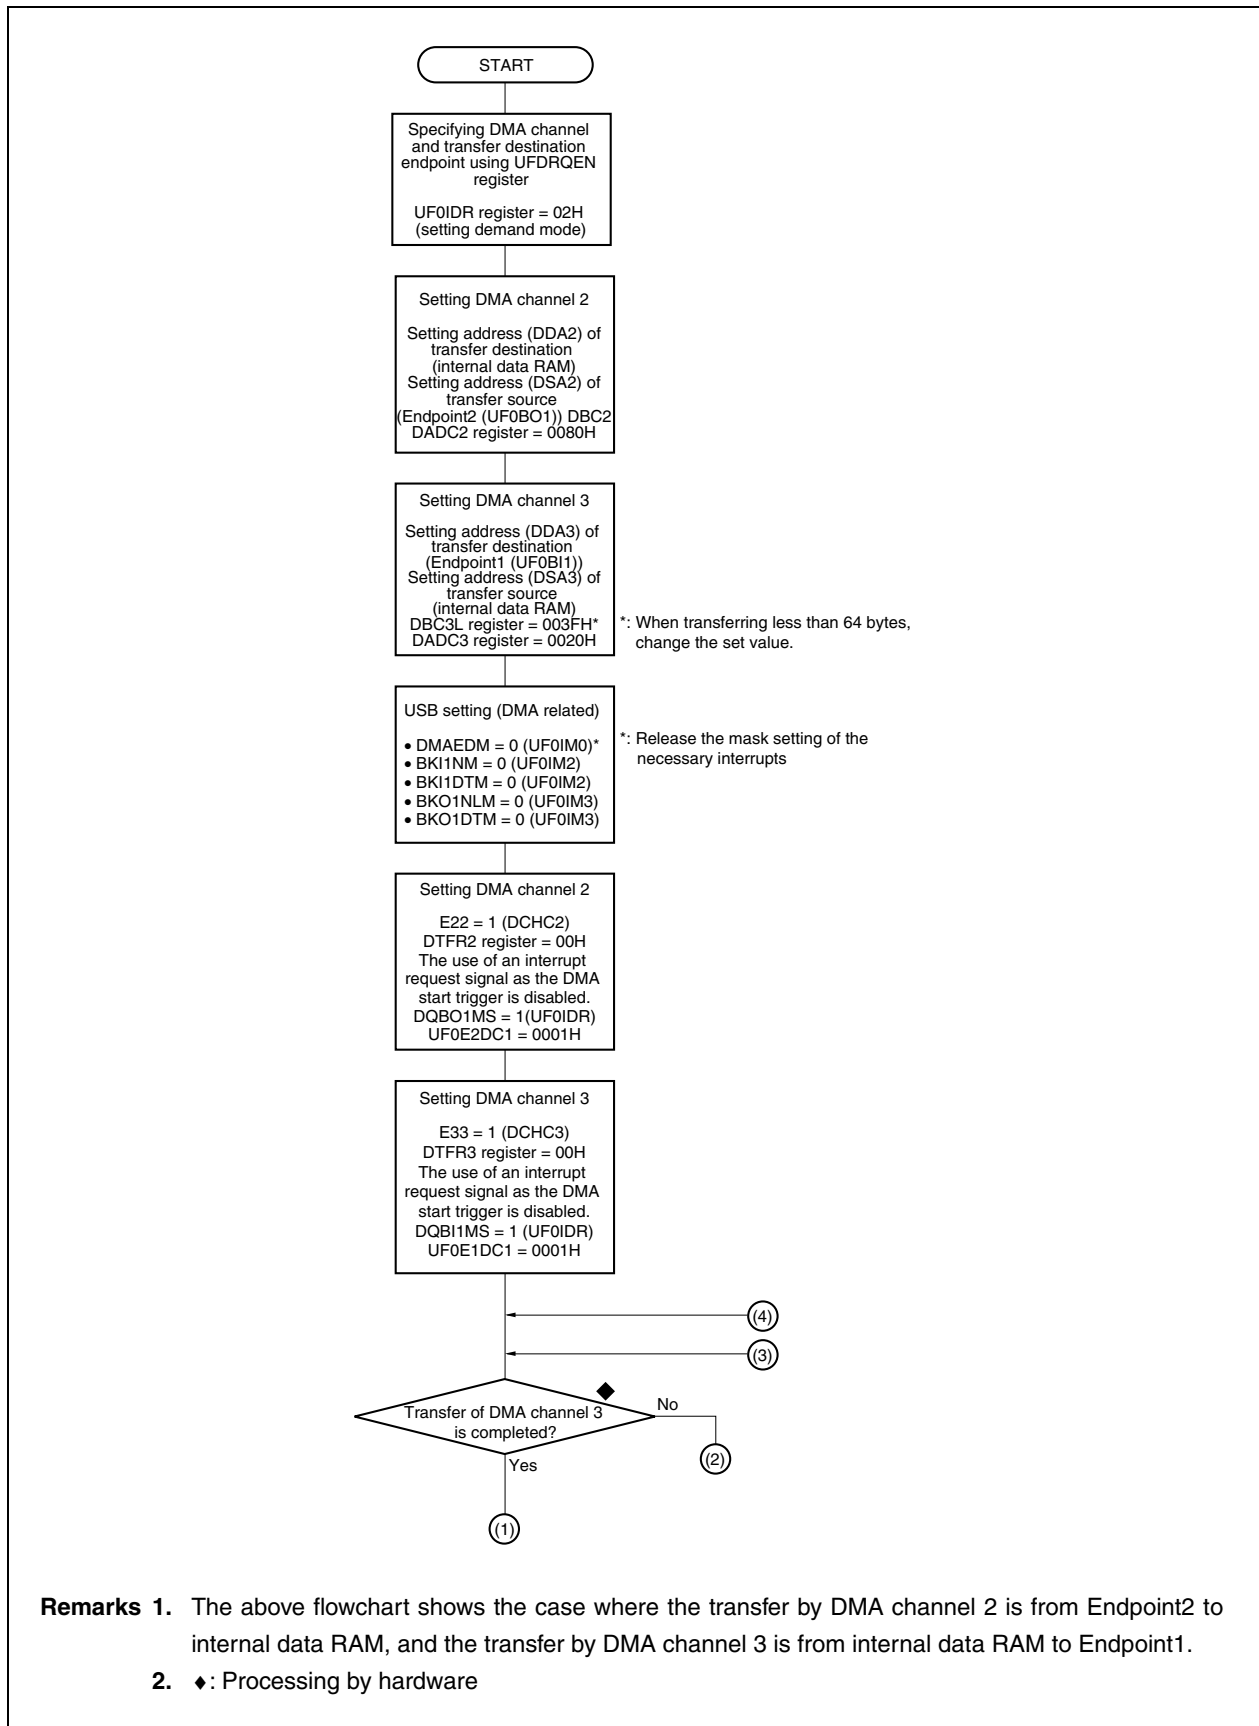 START
Specifying DMA channel
and transfer destination
endpoint using UFDRQEN
register
UF0IDR register = 02H
(setting demand mode)
Setting DMA channel 2
Setting address (DDA2) of
transfer destination
(internal data RAM)
Setting address (DSA2) of
transfer source
(Endpoint2 (UF0BO1)) DBC2
DADC2 register = 0080H
Setting DMA channel 3
Setting address (DDA3) of
transfer destination
(Endpoint1 (UF0BI1))
Setting address (DSA3) of
transfer source
(internal data RAM)
DBC3L register = 003FH*
DADC3 register = 0020H
*: When transferring less than 64 bytes,
change the set value.
USB setting (DMA related)
• DMAEDM = 0 (UF0IM0)*
• BKI1NM = 0 (UF0IM2)
• BKI1DTM = 0 (UF0IM2)
• BKO1NLM = 0 (UF0IM3)
• BKO1DTM = 0 (UF0IM3)
*: Release the mask setting of the
necessary interrupts
Setting DMA channel 2
E22 = 1 (DCHC2)
DTFR2 register = 00H
The use of an interrupt
request signal as the DMA
start trigger is disabled.
DQBO1MS = 1(UF0IDR)
UF0E2DC1 = 0001H
Setting DMA channel 3
E33 = 1 (DCHC3)
DTFR3 register = 00H
The use of an interrupt
request signal as the DMA
start trigger is disabled.
DQBI1MS = 1 (UF0IDR)
UF0E1DC1 = 0001H
(4)
(3)
Transfer of DMA channel 3
is completed?
No
(2)
Yes
(1)
Remarks 1. The above flowchart shows the case where the transfer by DMA channel 2 is from Endpoint2 to
internal data RAM, and the transfer by DMA channel 3 is from internal data RAM to Endpoint1.
2. ♦: Processing by hardware